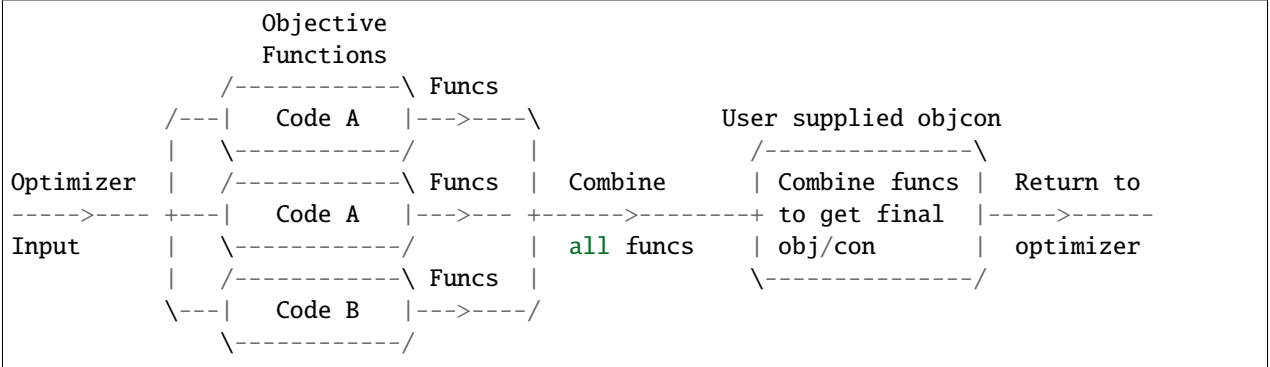 Objective
                    Functions
                 /------------\ Funcs
            /---|   Code A   |--->----\              User supplied objcon
            |   \------------/        |                /---------------\
Optimizer   |   /------------\ Funcs  |  Combine       | Combine funcs |  Return to
----->---- +---|   Code A   |--->--- +------>--------+ to get final  |----->------
Input       |   \------------/        |  all funcs     | obj/con       |  optimizer
            |   /------------\ Funcs  |                \---------------/
            \---|   Code B   |--->----/
                \------------/